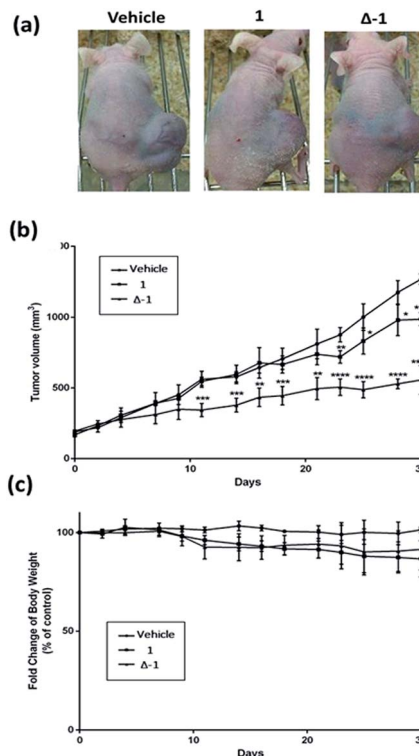 (a)
Vehicle 1 Δ-1
(b)
1000
500
0
Tumor volume (mm³)
Vehicle
1
Δ-1
*** *** ** *** ** **** **** ****
** * *
0 10 20
Days
(c)
100
50
0
Fold Change of Body Weight
(% of control)
Vehicle
1
Δ-1
0 10 20
Days